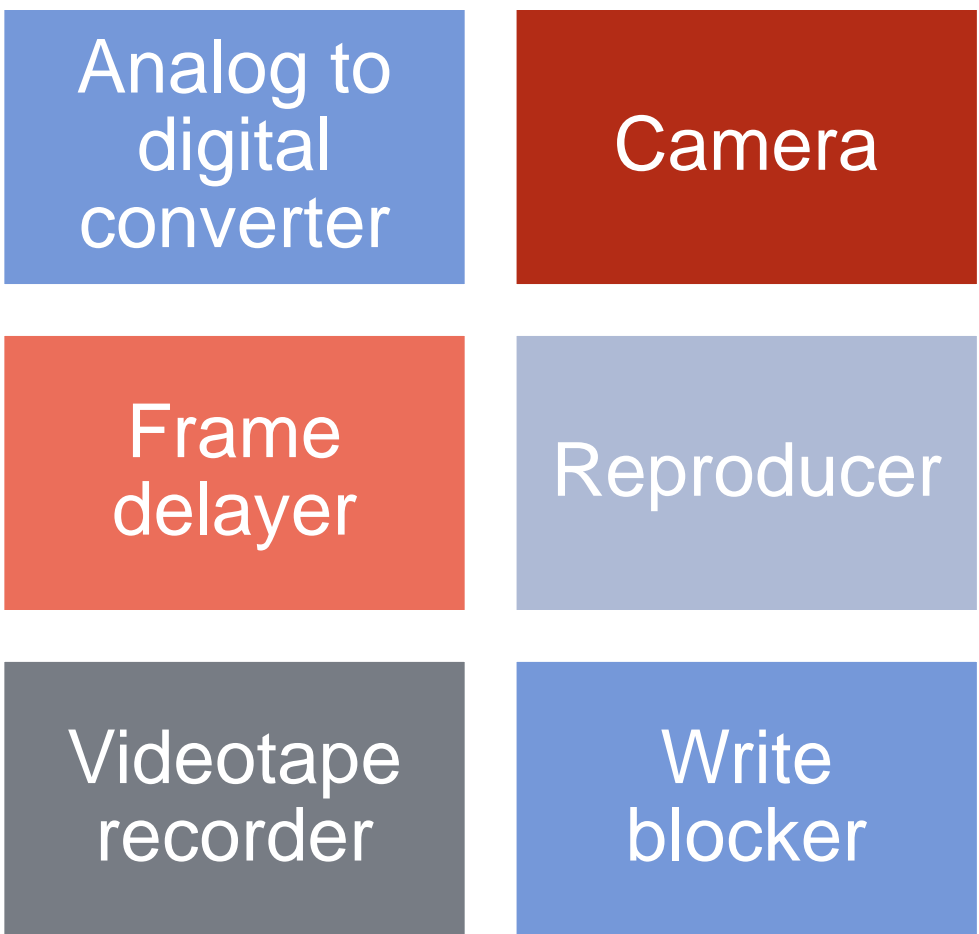 Analog to
digital
converter
Camera
Frame
delayer
Reproducer
Videotape
recorder
Write
blocker